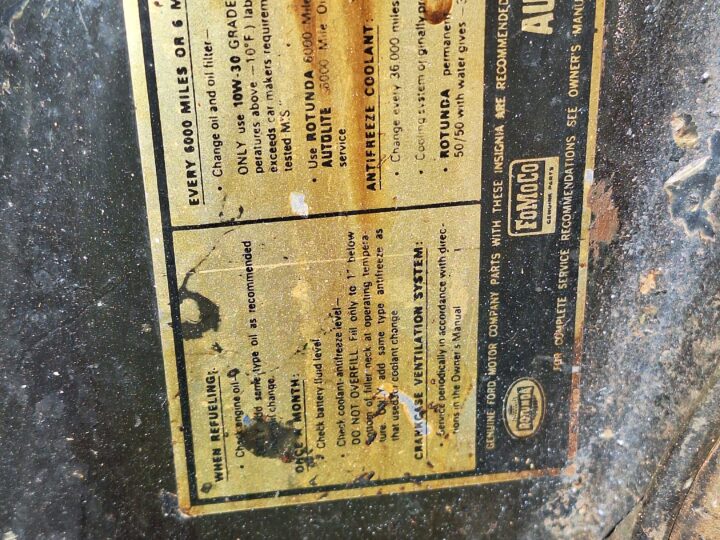 WHEN REFUELING:
• Check engine oil
add same type oil as recommended
change.
ONCE A MONTH:
Check battery fluid level
• Check coolant-antifreeze level—
DO NOT OVERFILL. Fill only to 1" below
bottom of filler neck at operating tempera-
ture. ONLY add same type antifreeze as
that used for coolant change
CRANKCASE VENTILATION SYSTEM:
• Service periodically in accordance with direc-
tions in the Owner's Manual
EVERY 6000 MILES OR 6 M
• Change oil and oil filter—
ONLY use 10W-30 GRADE
peratures above —10°F.) lab
exceeds car makers requirem
tested MS"
• Use ROTUNDA 6000 Mile
AUTOLITE 6000 Mile O
service
ANTIFREEZE COOLANT:
• Change every 36,000 miles
• Cooling system originally pr
• ROTUNDA permanen
50/50 with water gives
GENUINE FORD MOTOR COMPANY PARTS WITH THESE INSIGNIA ARE RECOMMENDED
ROTUNDA
FoMoCo
GENUINE PARTS
AU
FOR COMPLETE SERVICE RECOMMENDATIONS SEE OWNER'S MANUA